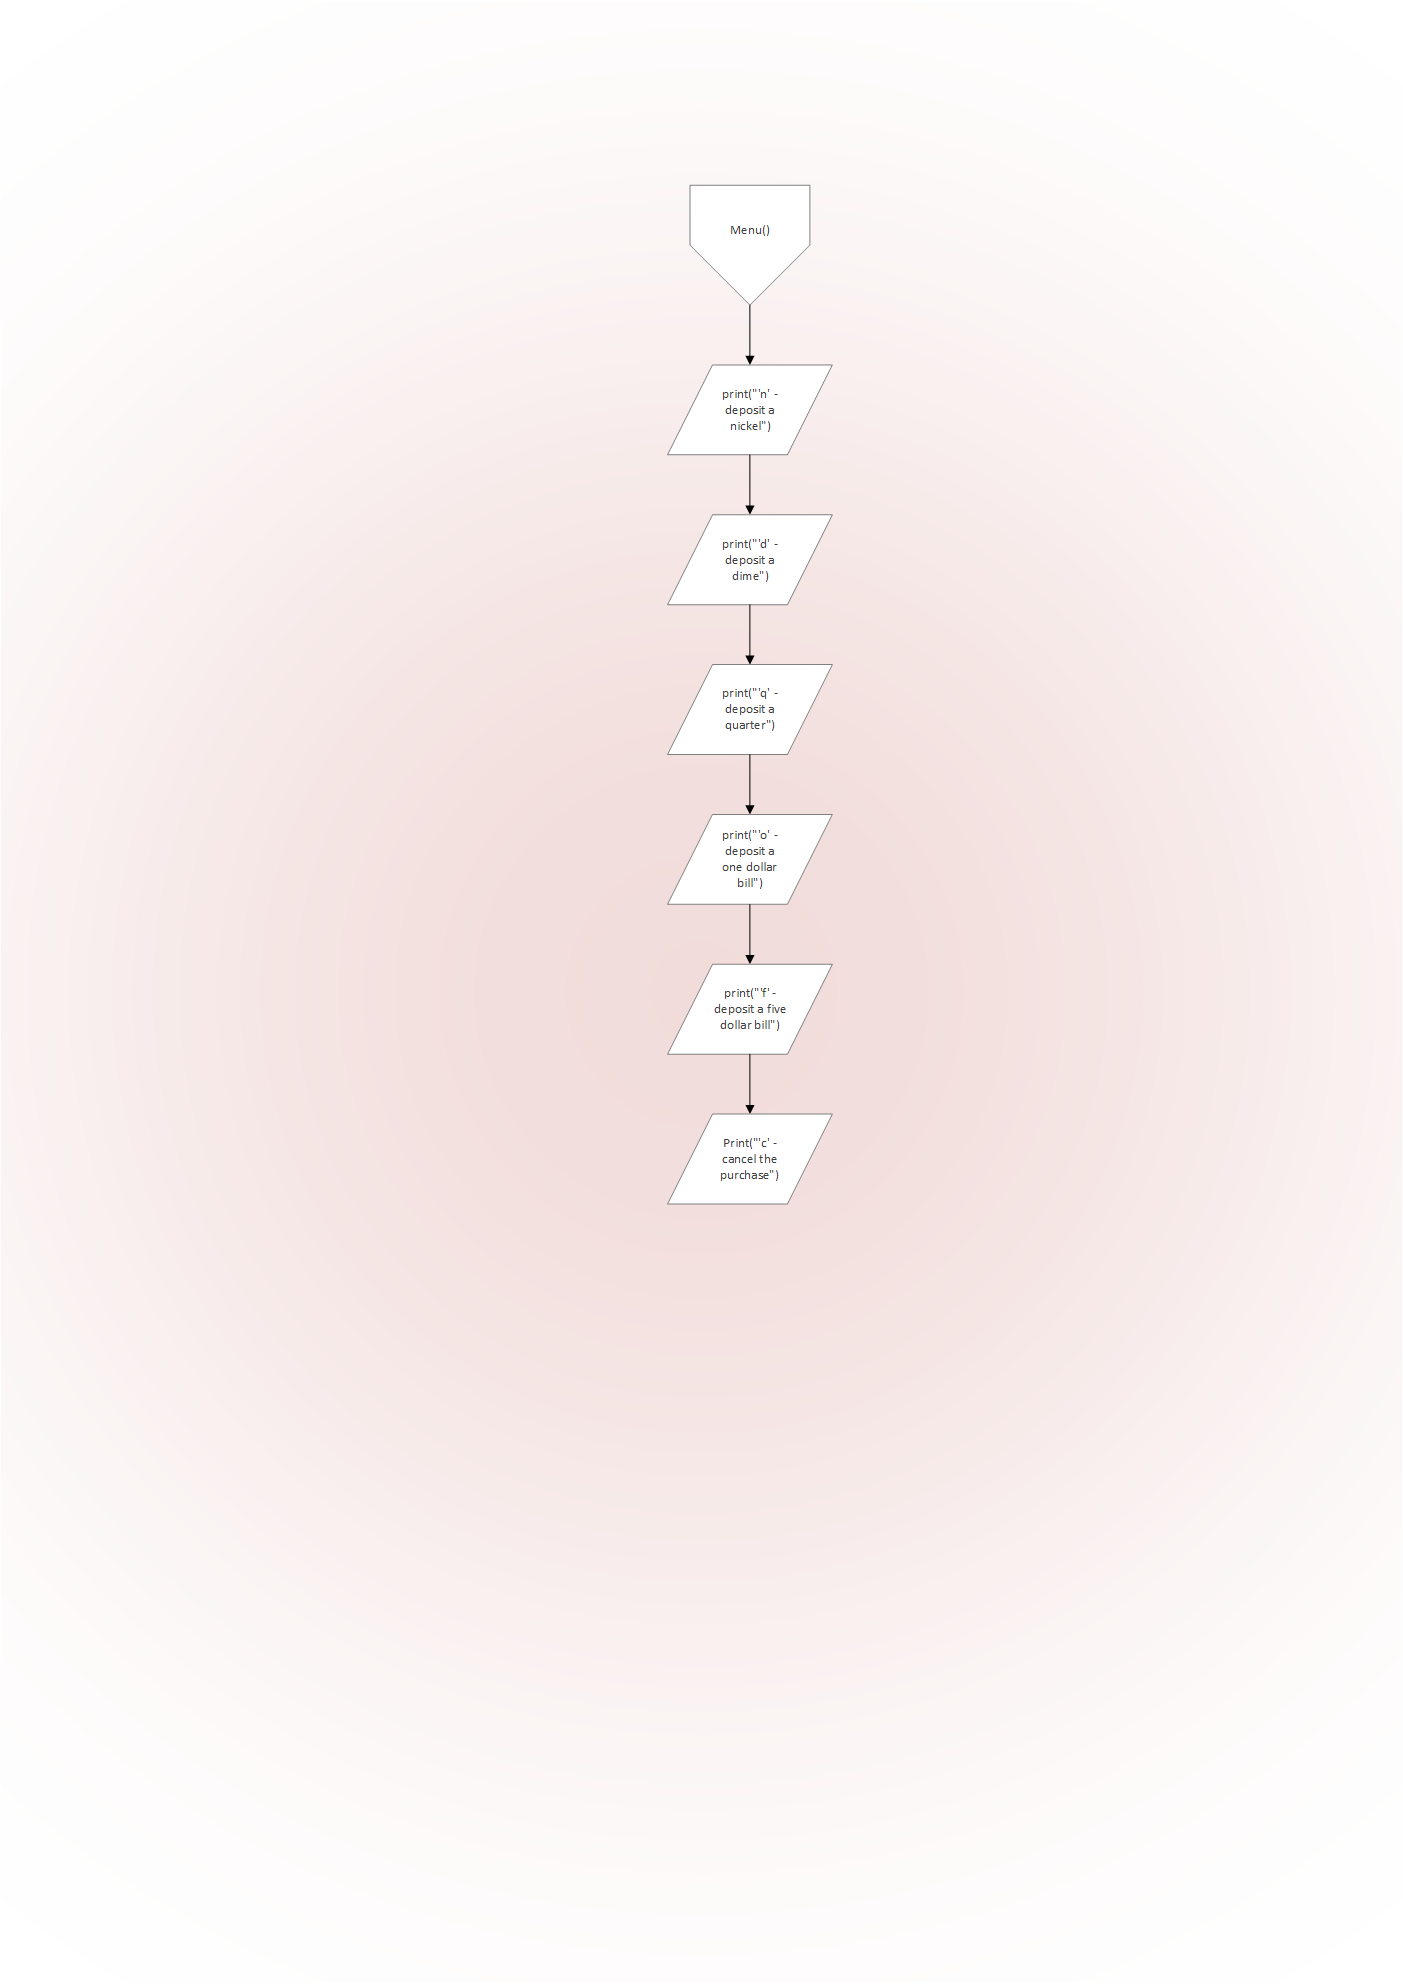 Menu()
print("'n' -
deposit a
nickel")
print("'d' -
deposit a
dime")
print("'q' -
deposit a
quarter")
print("'o' -
deposit a
one dollar
bill")
print("'f' -
deposit a five
dollar bill")
Print("'c' -
cancel the
purchase")